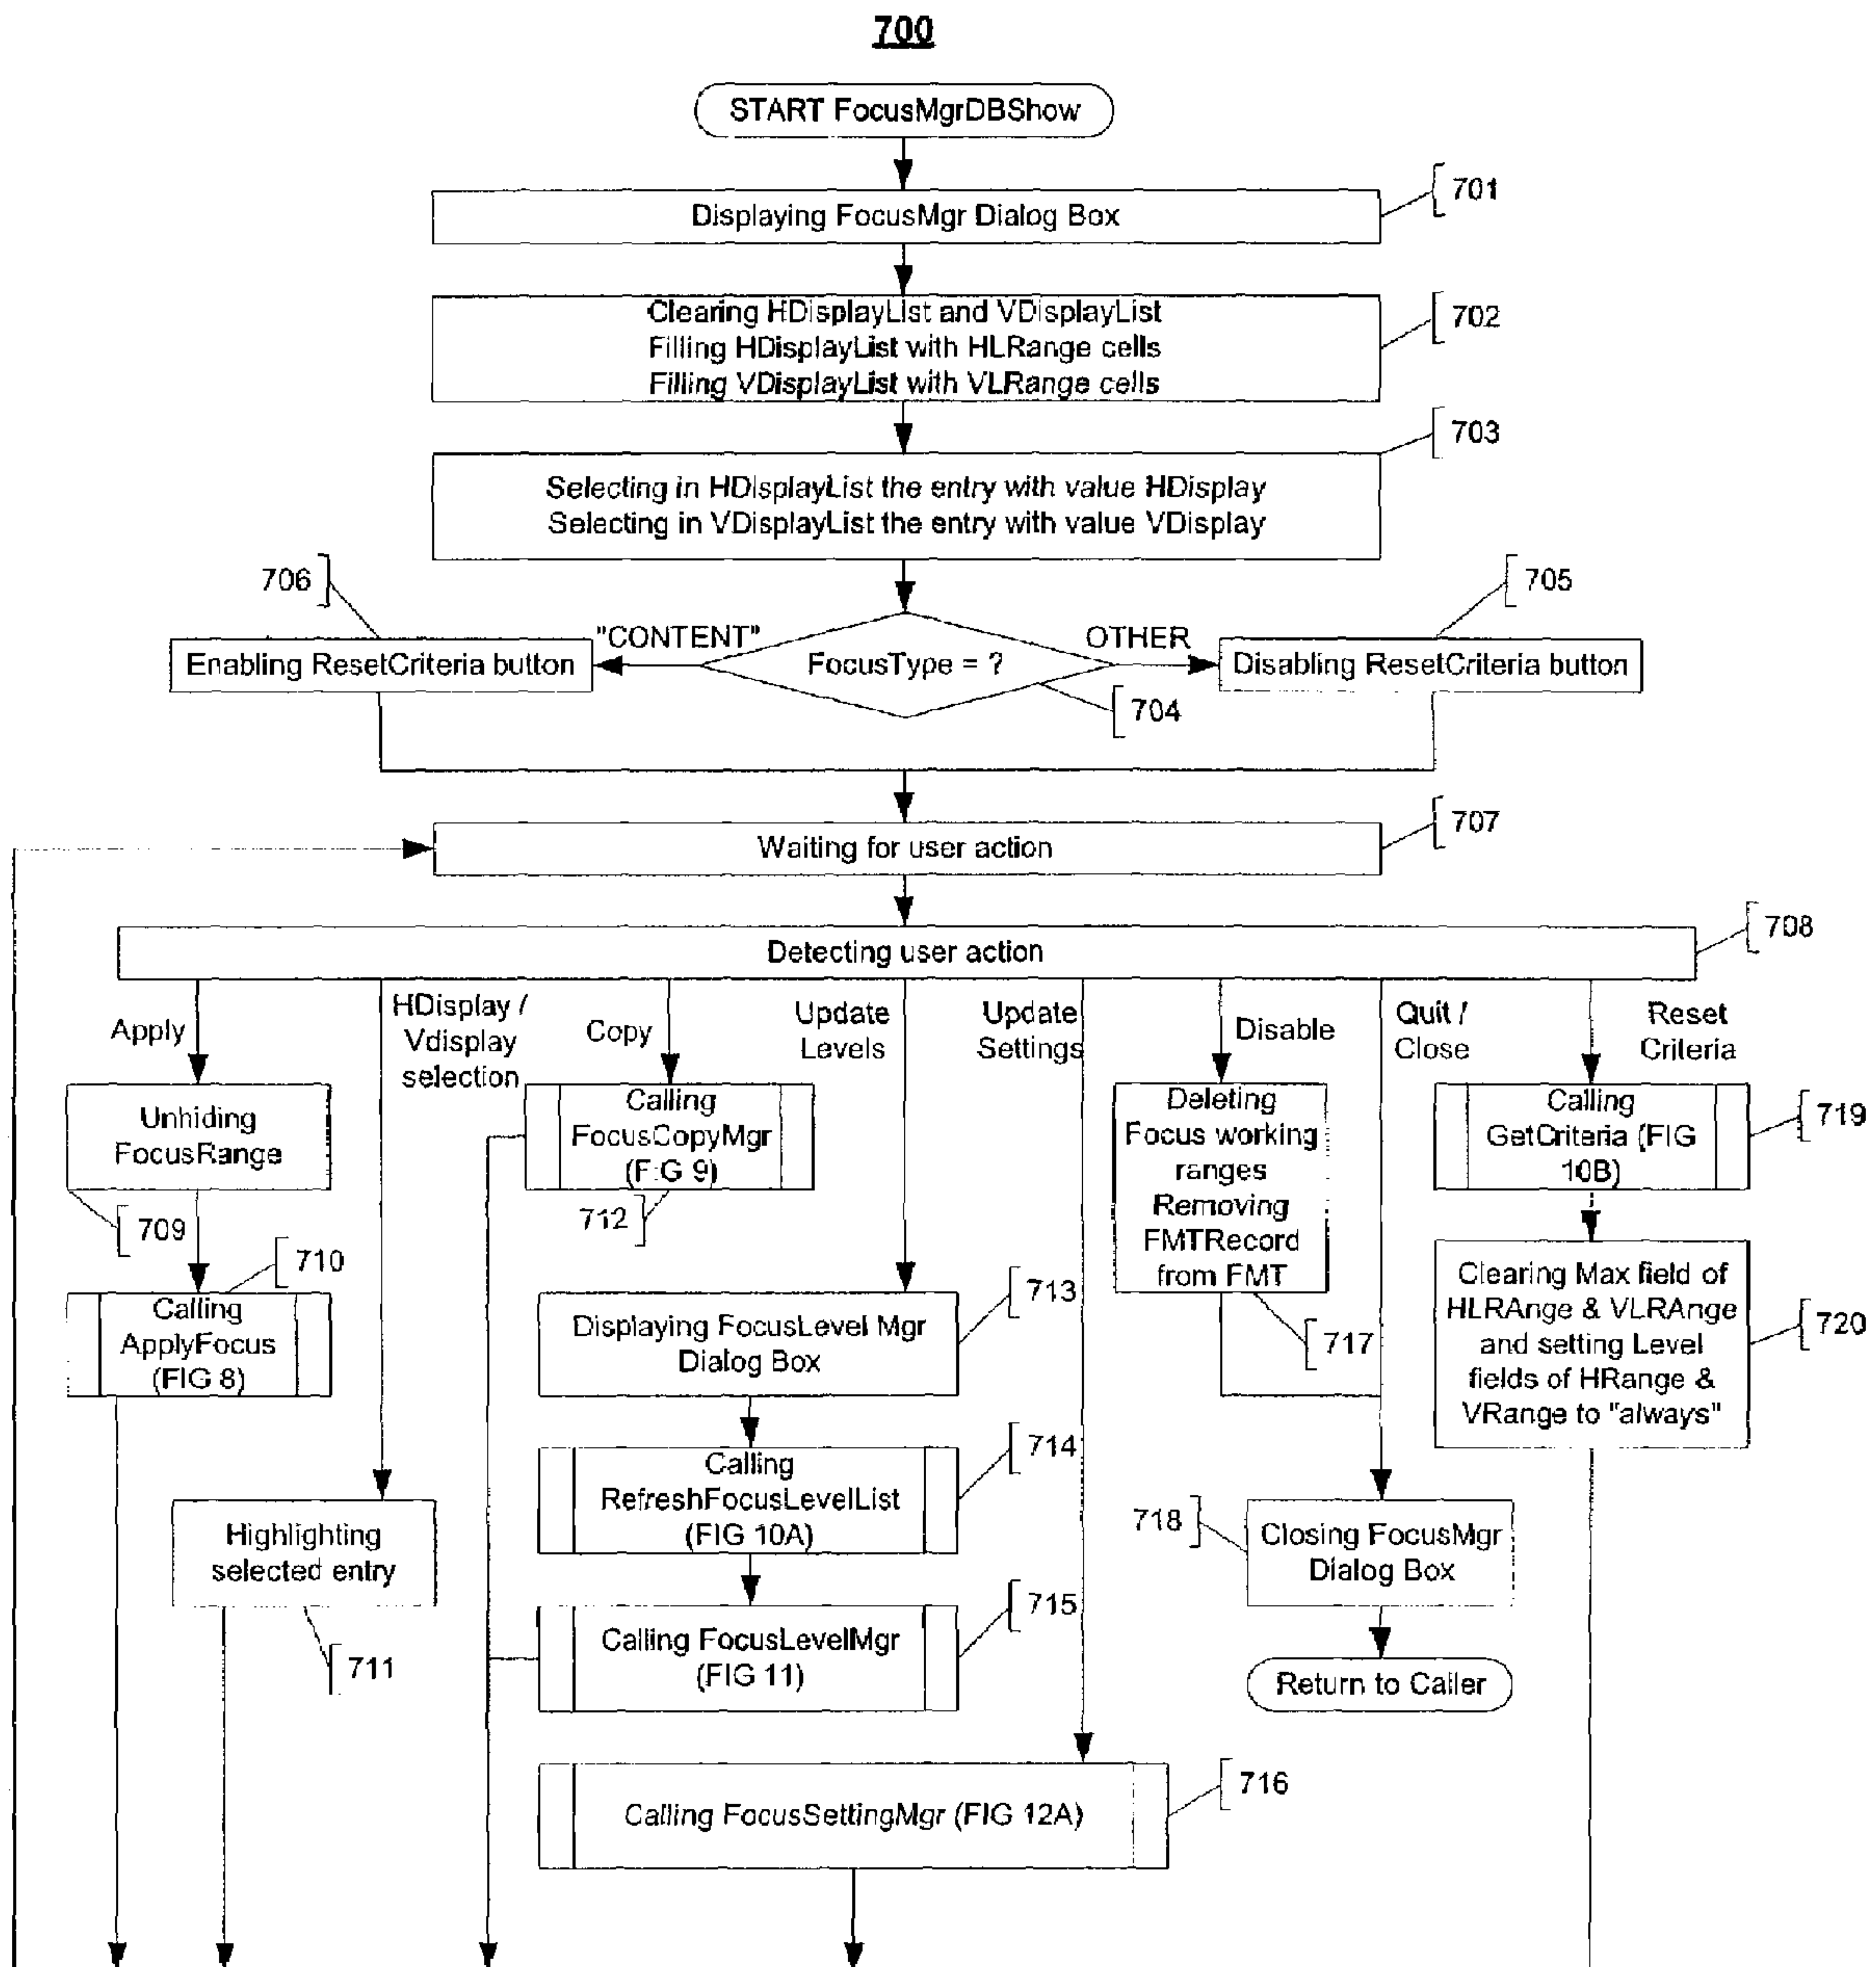 700
START FocusMgrDBShow
701
Displaying FocusMgr Dialog Box
702
Clearing HDisplayList and VDisplayList
Filling HDisplayList with HLRange cells
Filling VDisplayList with VLRange cells
703
Selecting in HDisplayList the entry with value HDisplay
Selecting in VDisplayList the entry with value VDisplay
706
705
"CONTENT"
OTHER
Enabling ResetCriteria button
FocusType = ?
Disabling ResetCriteria button
704
707
Waiting for user action
708
Detecting user action
Apply
HDisplay /
Vdisplay
selection
Copy
Update
Levels
Update
Settings
Disable
Quit /
Close
Reset
Criteria
Unhiding
FocusRange
709
710
Calling
ApplyFocus
(FIG 8)
Highlighting
selected entry
711
Calling
FocusCopyMgr
(FIG 9)
712
713
Displaying FocusLevel Mgr
Dialog Box
714
Calling
RefreshFocusLevelList
(FIG 10A)
715
Calling FocusLevelMgr
(FIG 11)
716
Calling FocusSettingMgr (FIG 12A)
Deleting
Focus working
ranges
Removing
FMTRecord
from FMT
717
718
Closing FocusMgr
Dialog Box
Return to Caller
719
Calling
GetCriteria (FIG
10B)
720
Clearing Max field of
HLRAnge & VLRAnge
and setting Level
fields of HRange &
VRange to "always"